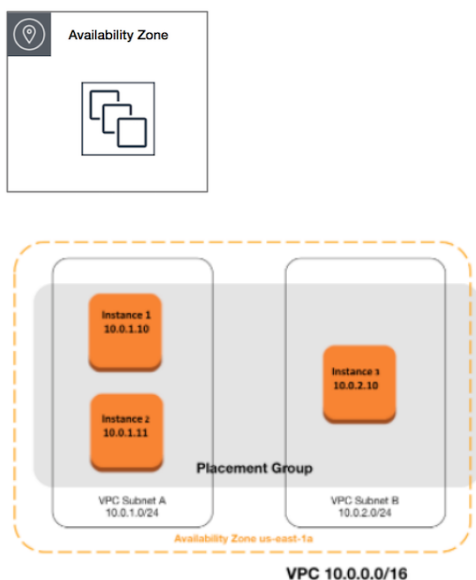 Availability Zone
Instance 1
10.0.1.10
Instance 2
10.0.1.11
Instance 3
10.0.2.10
Placement Group
VPC Subnet A
10.0.1.0/24
VPC Subnet B
10.0.2.0/24
Availability Zone us-east-1a
VPC 10.0.0.0/16